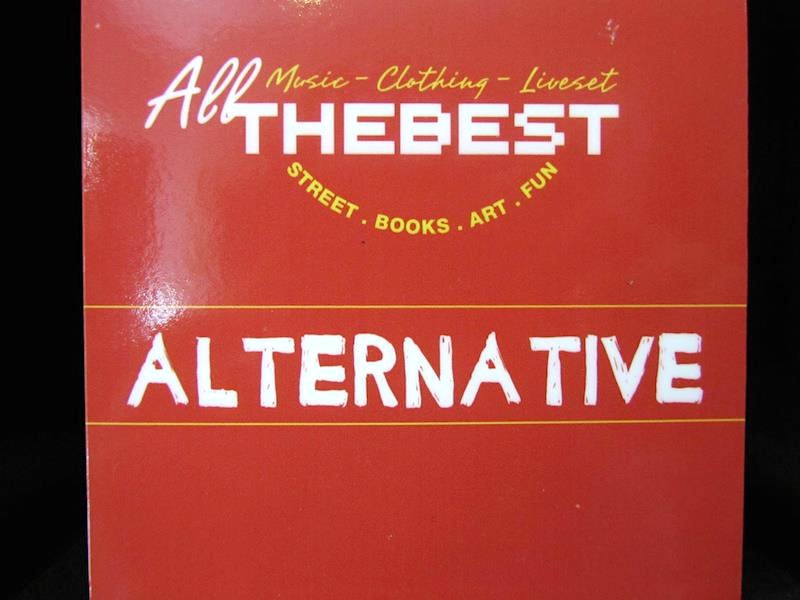 All Music - Clothing - Liveset
THEBEST
STREET . BOOKS . ART . FUN
ALTERNATIVE